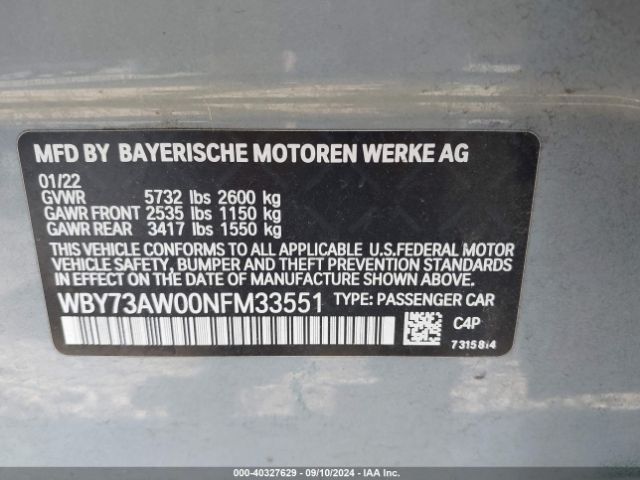 MFD BY BAYERISCHE MOTOREN WERKE AG
01/22
GVWR 5732 lbs 2600 kg
GAWR FRONT 2535 lbs 1150 kg
GAWR REAR 3417 lbs 1550 kg
THIS VEHICLE CONFORMS TO ALL APPLICABLE U.S.FEDERAL MOTOR
VEHICLE SAFETY, BUMPER AND THEFT PREVENTION STANDARDS
IN EFFECT ON THE DATE OF MANUFACTURE SHOWN ABOVE.
WBY73AW00NFM33551 TYPE: PASSENGER CAR
C4P
7315814
000-40327629 - 09/10/2024 - IAA Inc.